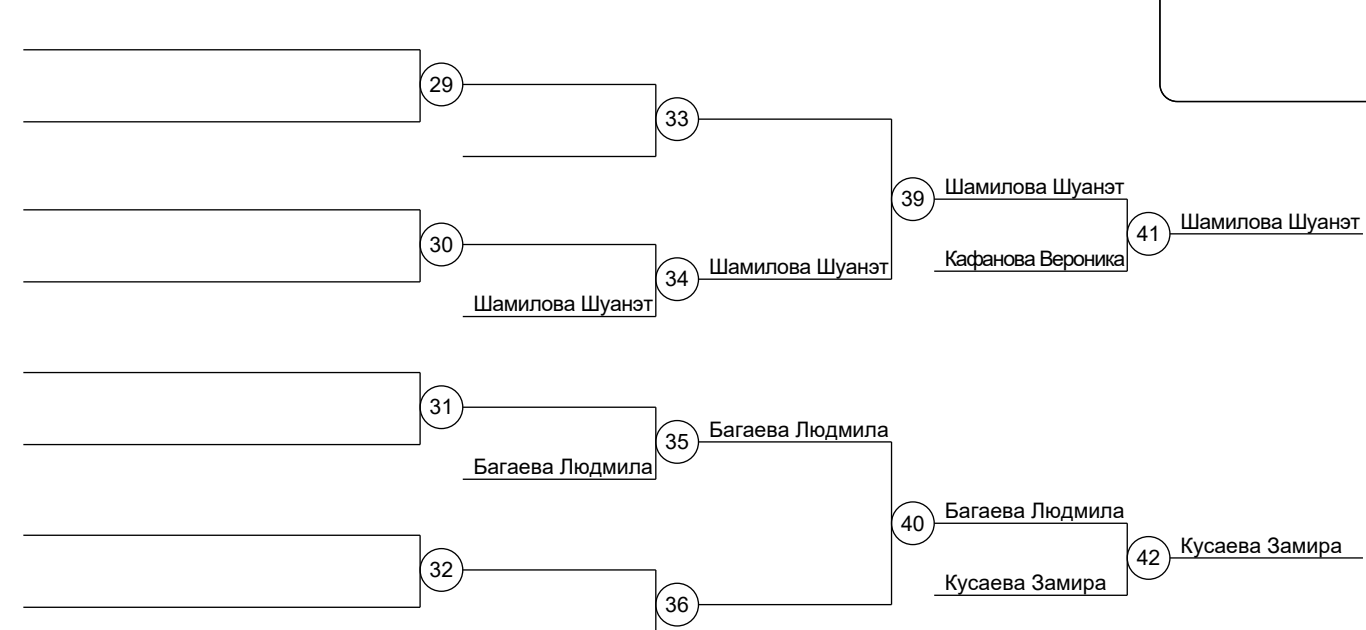 29
33
39
Шамилова Шуанэт
41
Шамилова Шуанэт
30
Кафанова Вероника
34
Шамилова Шуанэт
Шамилова Шуанэт
31
35
Багаева Людмила
Багаева Людмила
40
Багаева Людмила
42
Кусаева Замира
32
Кусаева Замира
36